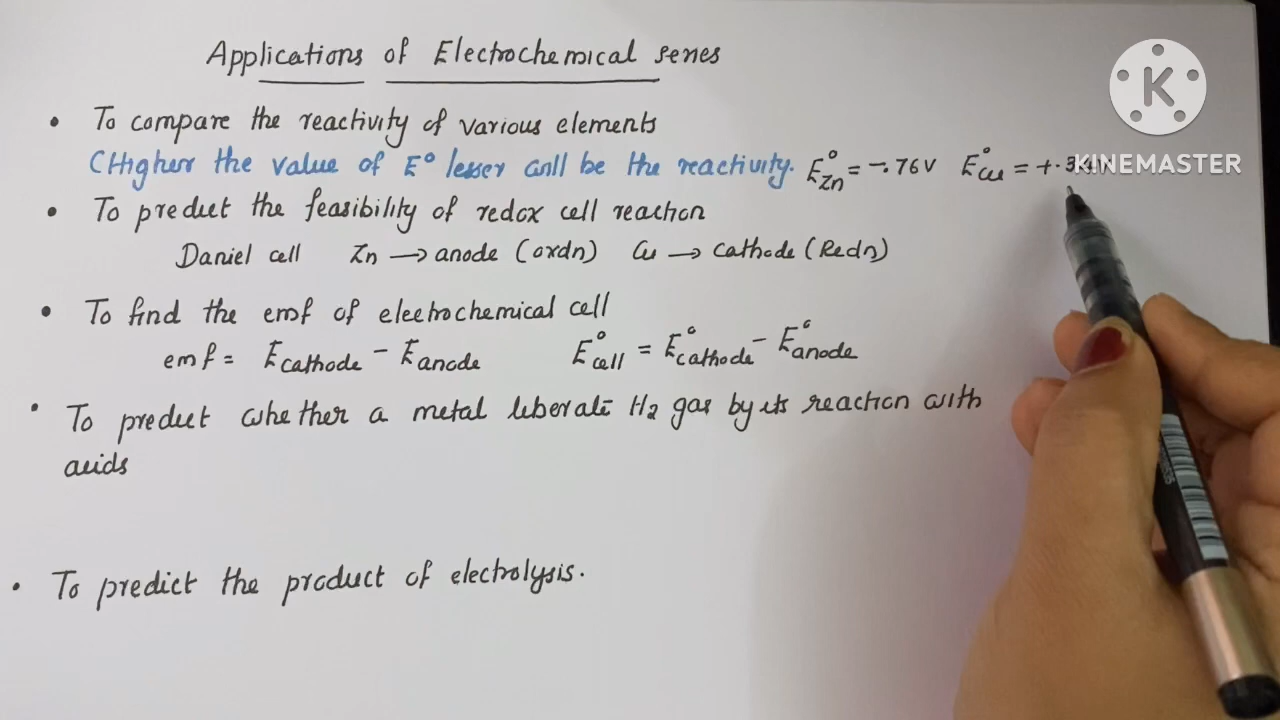 Applications of Electrochemical series
• To compare the reactivity of various elements
(Higher the value of E° lesser will be the reactivity. E°Zn = -.76V E°Cu = +.34V
KINEMASTER
• To predict the feasibility of redox cell reaction
Daniel cell Zn → anode (oxdn) Cu → cathode (Redn)
• To find the emf of electrochemical cell
emf = Ecathode - Eanode E°cell = E°cathode - E°anode
• To predict whether a metal liberate H2 gas by its reaction with
acids
• To predict the product of electrolysis.